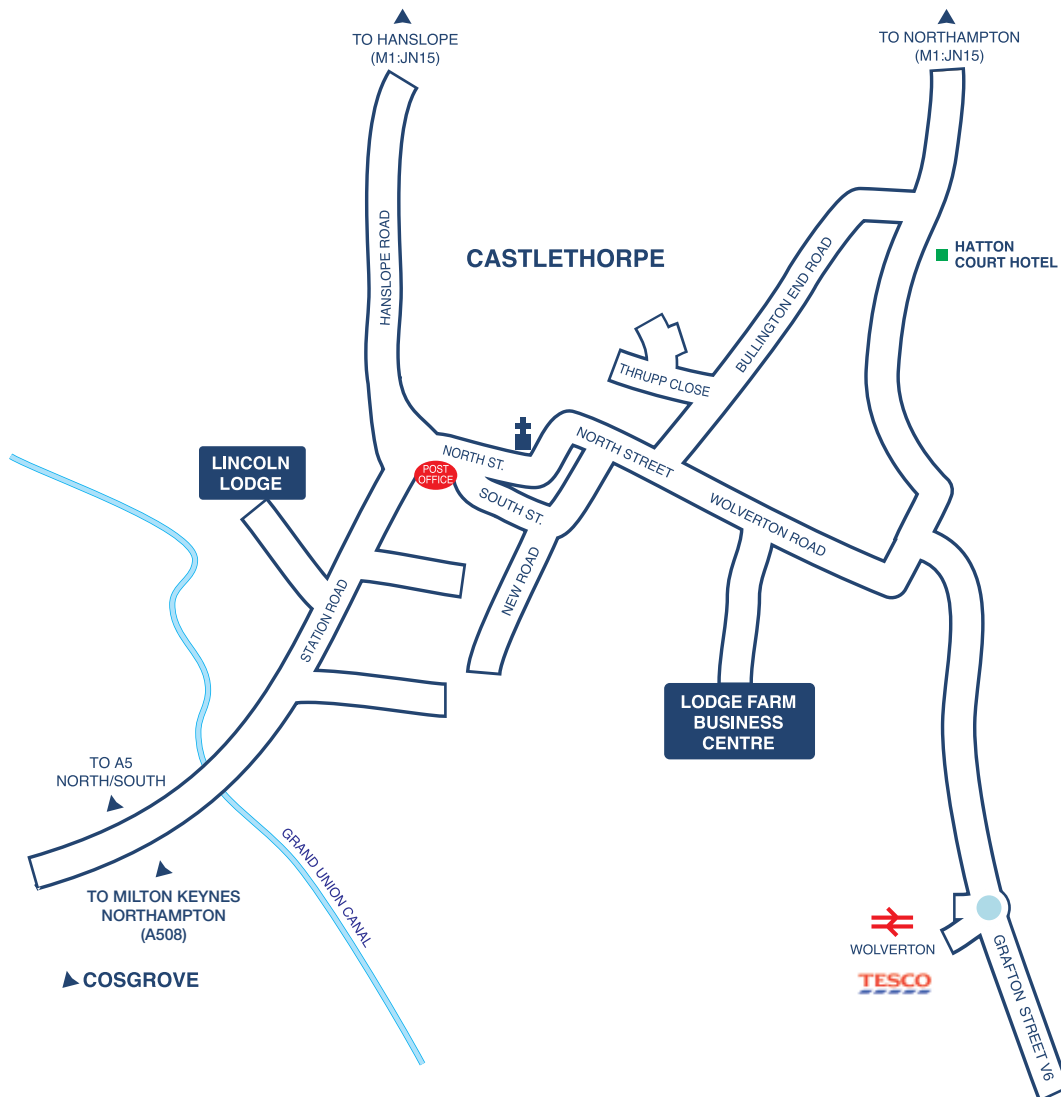 TO HANSLOPE
(M1:JN15)
TO NORTHAMPTON
(M1:JN15)
HANSLOPE ROAD
CASTLETHORPE
HATTON
COURT HOTEL
BULLINGTON END ROAD
THRUPP CLOSE
LINCOLN
LODGE
POST
OFFICE
NORTH ST.
NORTH STREET
SOUTH ST.
WOLVERTON ROAD
NEW ROAD
STATION ROAD
LODGE FARM
BUSINESS
CENTRE
TO A5
NORTH/SOUTH
GRAND UNION CANAL
TO MILTON KEYNES
NORTHAMPTON
(A508)
COSGROVE
WOLVERTON
TESCO
GRAFTON STREET V6